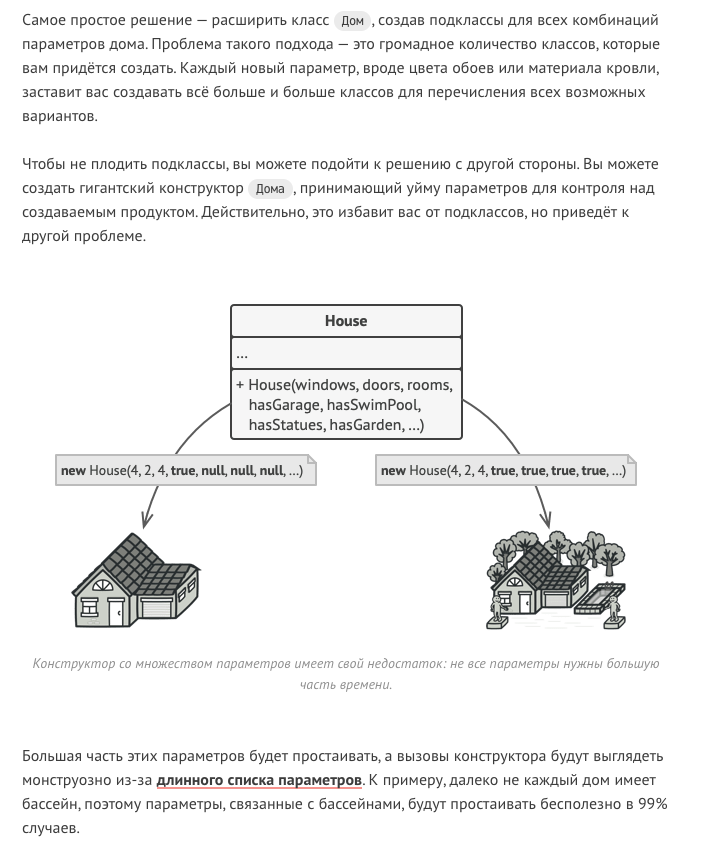 Самое простое решение — расширить класс Дом , создав подклассы для всех комбинаций
параметров дома. Проблема такого подхода — это громадное количество классов, которые
вам придётся создать. Каждый новый параметр, вроде цвета обоев или материала кровли,
заставит вас создавать всё больше и больше классов для перечисления всех возможных
вариантов.
Чтобы не плодить подклассы, вы можете подойти к решению с другой стороны. Вы можете
создать гигантский конструктор Дома , принимающий уйму параметров для контроля над
создаваемым продуктом. Действительно, это избавит вас от подклассов, но приведёт к
другой проблеме.
House
...
+ House(windows, doors, rooms,
hasGarage, hasSwimPool,
hasStatues, hasGarden, ...)
new House(4, 2, 4, true, null, null, null, ...)
new House(4, 2, 4, true, true, true, true, ...)
Конструктор со множеством параметров имеет свой недостаток: не все параметры нужны большую
часть времени.
Большая часть этих параметров будет простаивать, а вызовы конструктора будут выглядеть
монструозно из-за длинного списка параметров. К примеру, далеко не каждый дом имеет
бассейн, поэтому параметры, связанные с бассейнами, будут простаивать бесполезно в 99%
случаев.